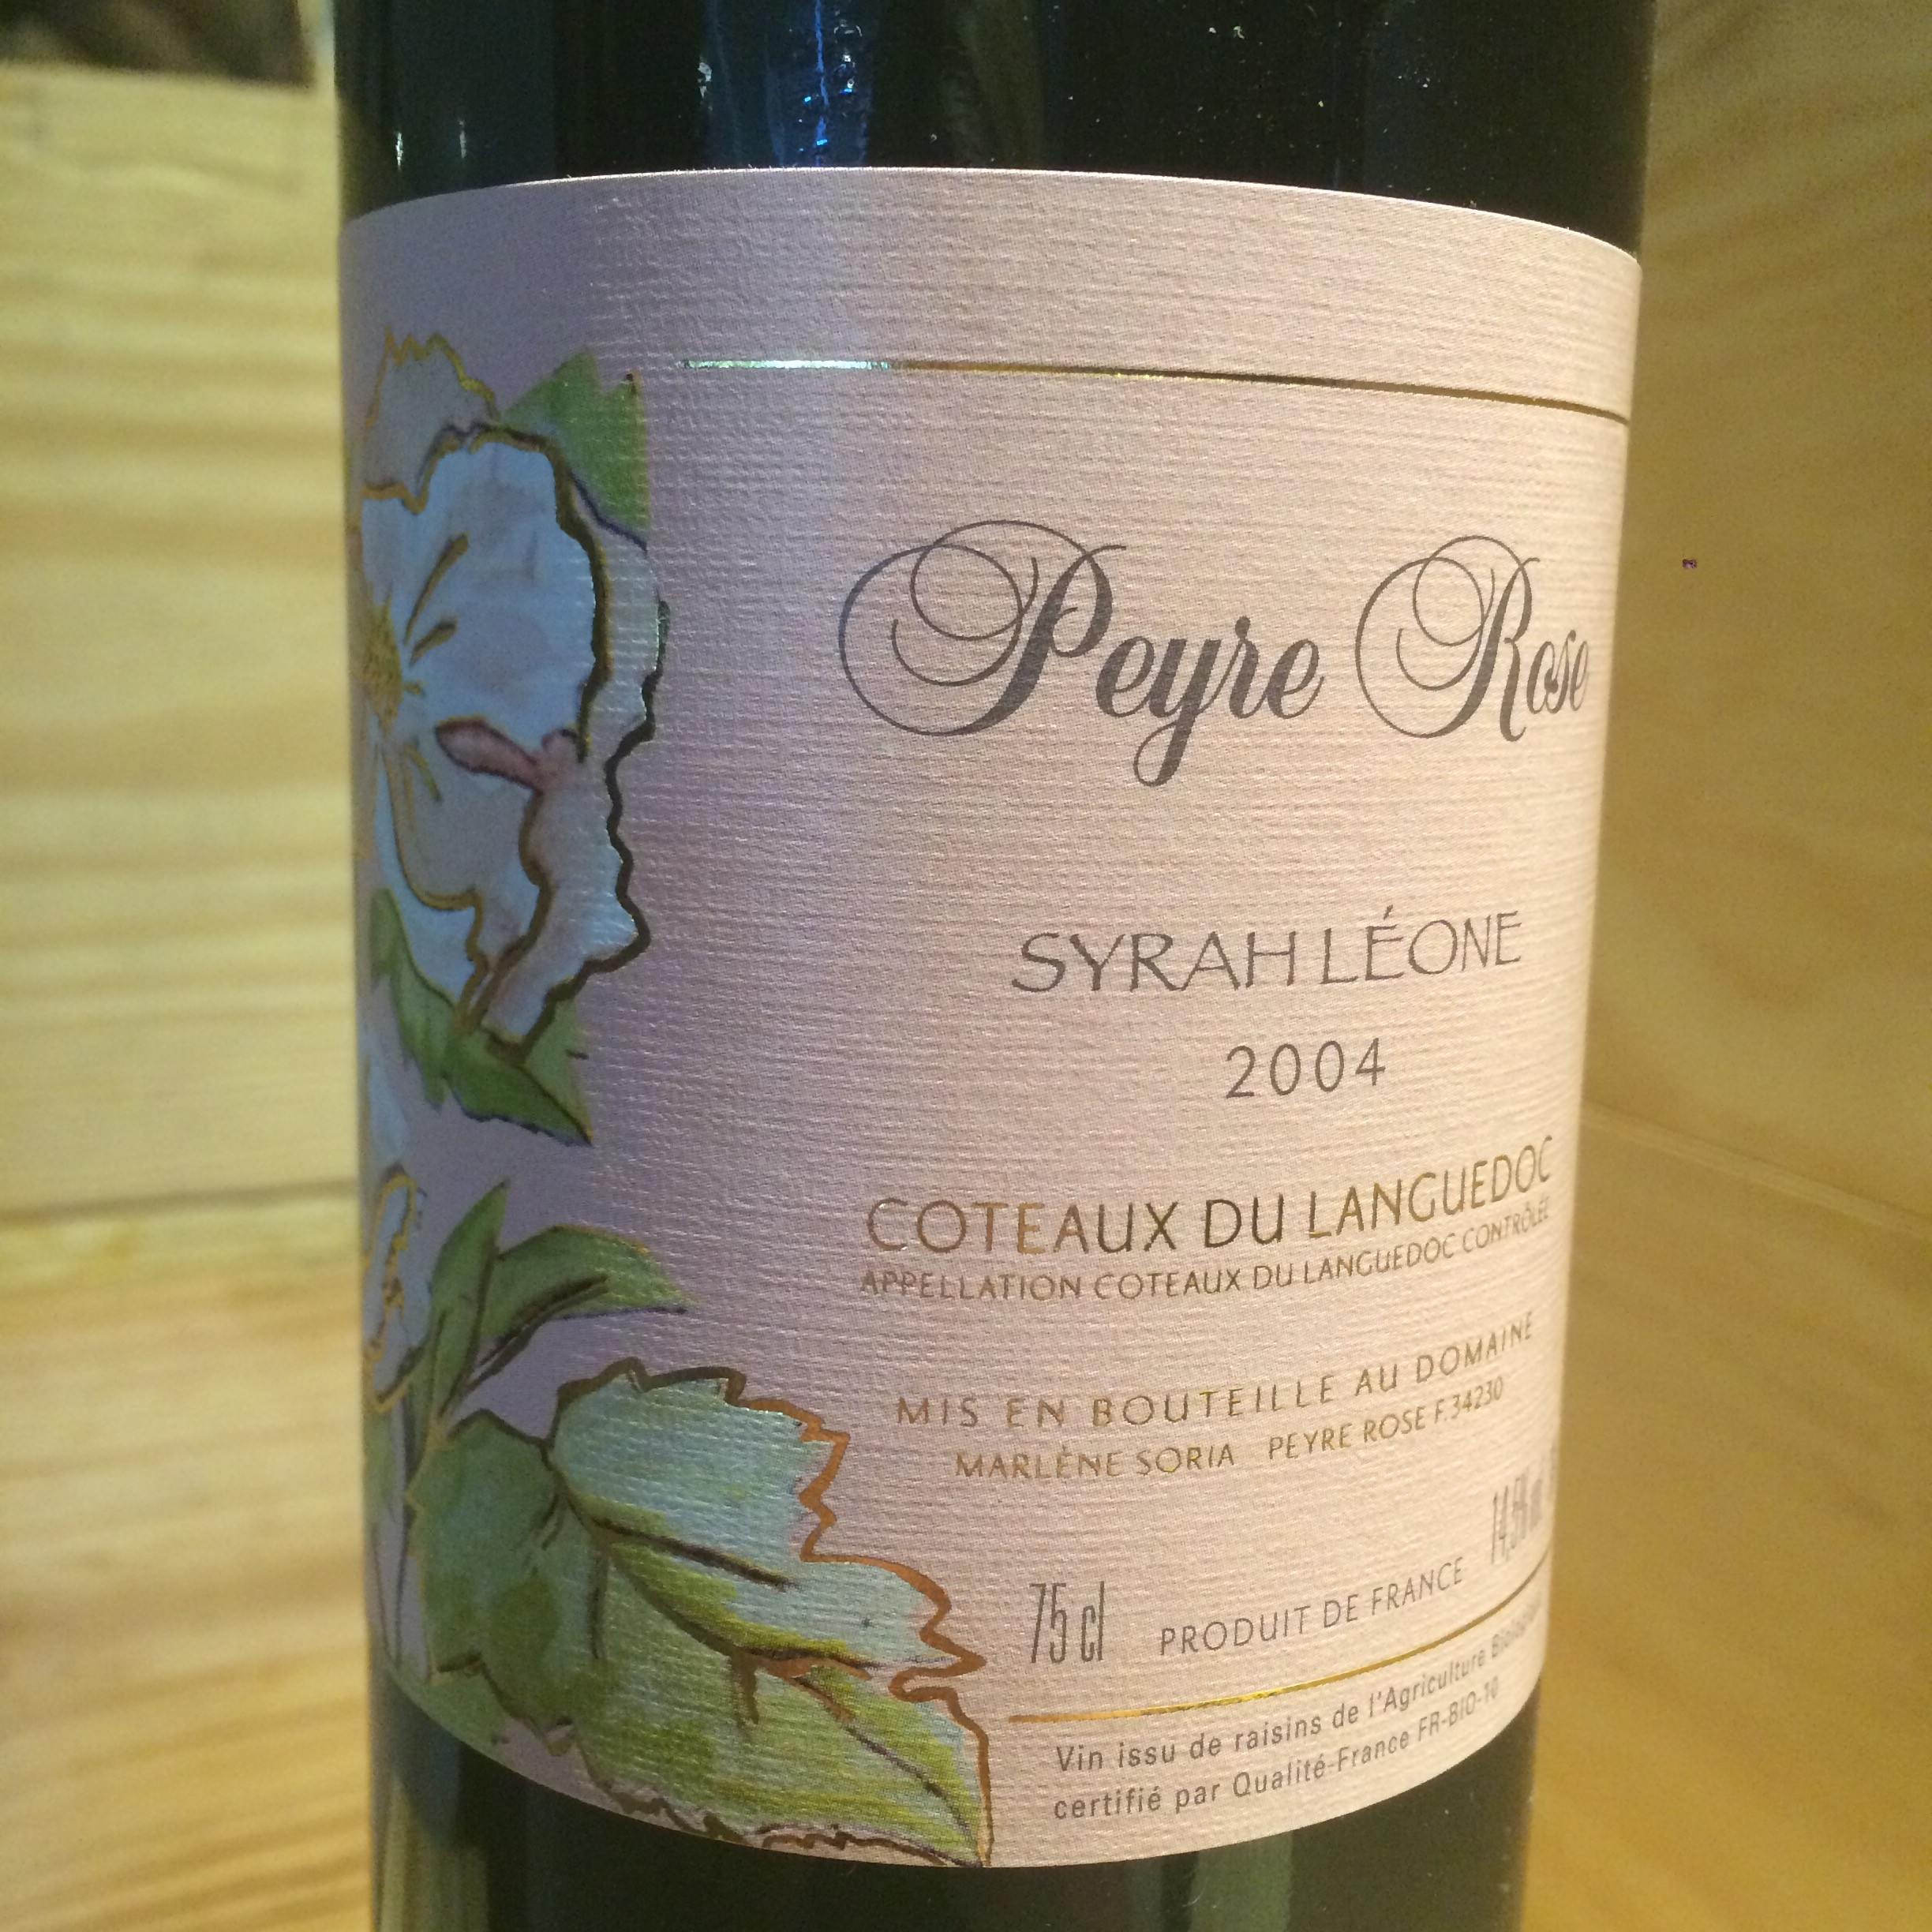 Peyre Rose
SYRAH LÉONE
2004
COTEAUX DU LANGUEDOC
APPELLATION COTEAUX DU LANGUEDOC CONTRÔLÉE
MIS EN BOUTEILLE AU DOMAINE
MARLÈNE SORIA PEYRE ROSE F.34230
75 cl PRODUIT DE FRANCE 14,5%
Vin issu de raisins de l'Agriculture
certifié par Qualité-France FR-BIO-10